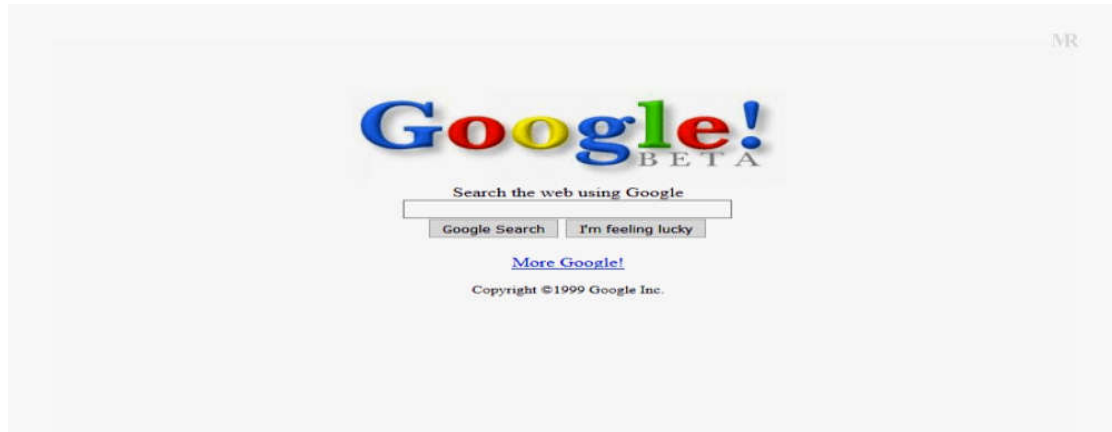 MR
Google!
BETA
Search the web using Google
Google Search I'm feeling lucky
More Google!
Copyright ©1999 Google Inc.